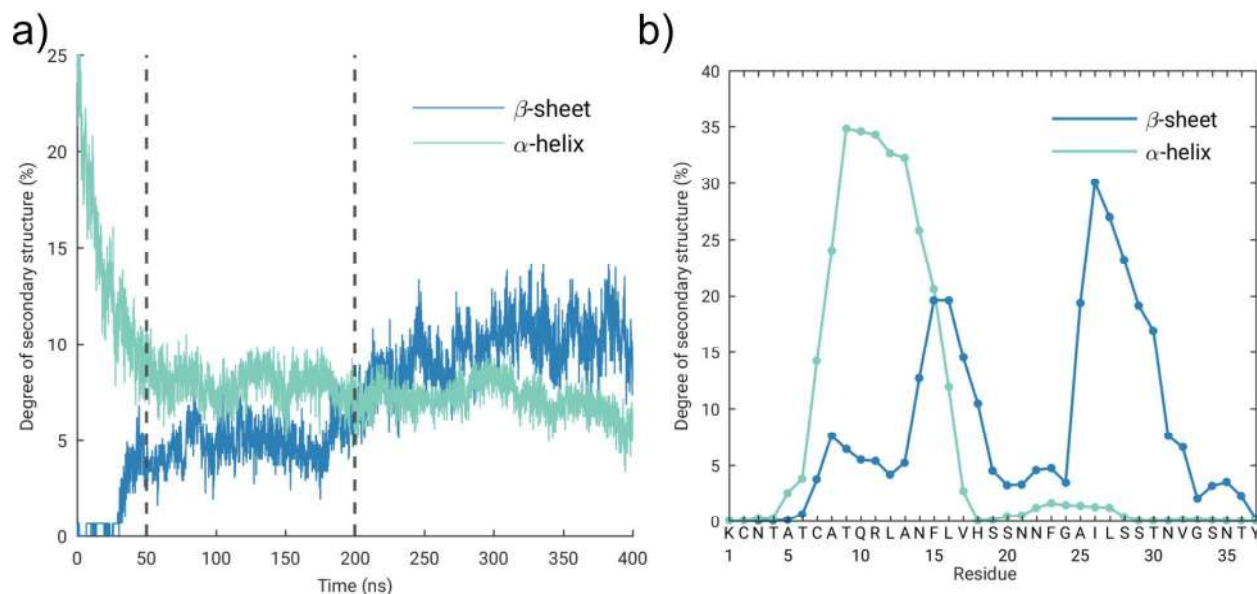 a)
25
20
15
10
5
0
Degree of secondary structure (%)
β-sheet
α-helix
0 50 100 150 200 250 300 350 400
Time (ns)
b)
40
35
30
25
20
15
10
5
0
Degree of secondary structure (%)
β-sheet
α-helix
K C N T A T C A T Q R L A N F L V H S S N N F G A I L S S T N V G S N T Y
1 5 10 15 20 25 30 35
Residue